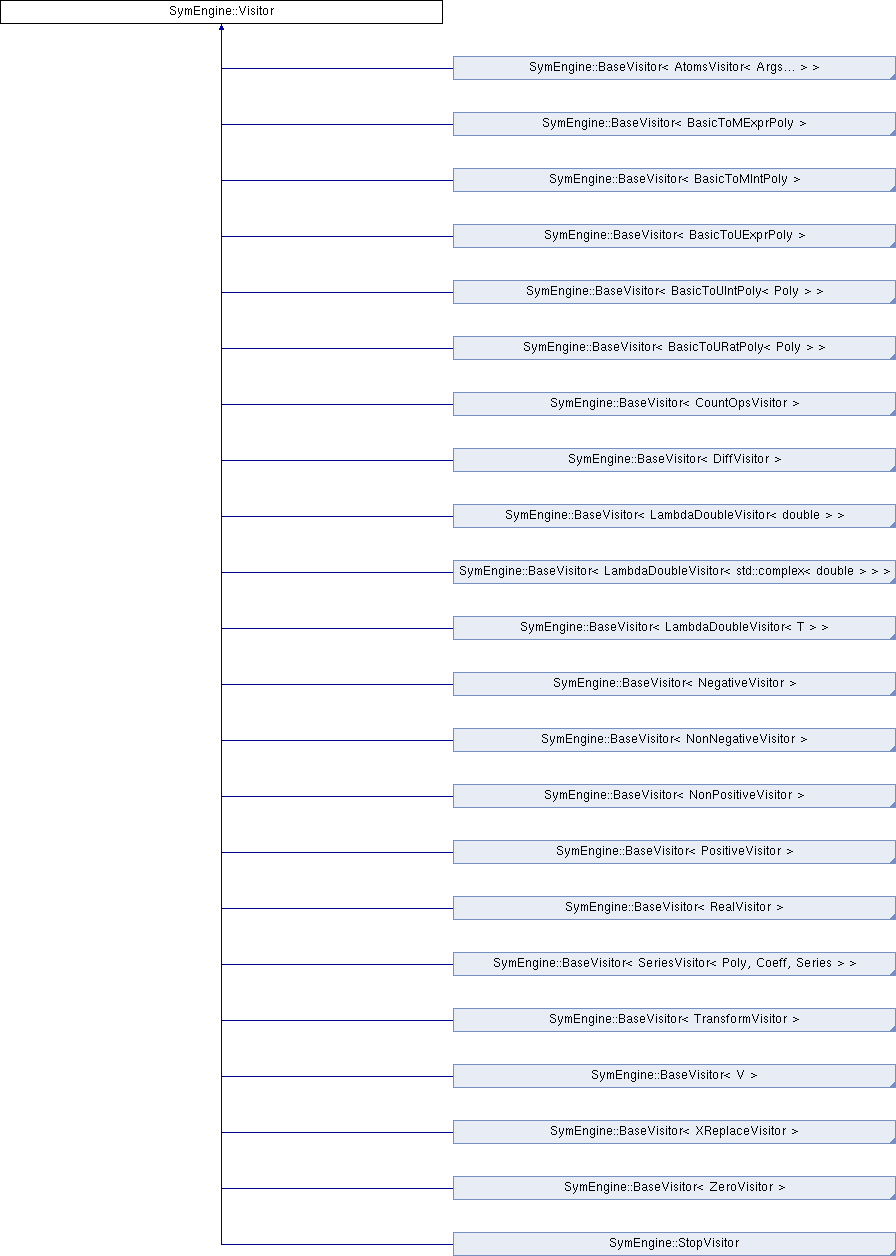 SymEngine::Visitor
SymEngine::BaseVisitor< AtomsVisitor< Args... > >
SymEngine::BaseVisitor< BasicToMExprPoly >
SymEngine::BaseVisitor< BasicToMIntPoly >
SymEngine::BaseVisitor< BasicToUExprPoly >
SymEngine::BaseVisitor< BasicToUIntPoly< Poly > >
SymEngine::BaseVisitor< BasicToURatPoly< Poly > >
SymEngine::BaseVisitor< CountOpsVisitor >
SymEngine::BaseVisitor< DiffVisitor >
SymEngine::BaseVisitor< LambdaDoubleVisitor< double > >
SymEngine::BaseVisitor< LambdaDoubleVisitor< std::complex< double > > >
SymEngine::BaseVisitor< LambdaDoubleVisitor< T > >
SymEngine::BaseVisitor< NegativeVisitor >
SymEngine::BaseVisitor< NonNegativeVisitor >
SymEngine::BaseVisitor< NonPositiveVisitor >
SymEngine::BaseVisitor< PositiveVisitor >
SymEngine::BaseVisitor< RealVisitor >
SymEngine::BaseVisitor< SeriesVisitor< Poly, Coeff, Series > >
SymEngine::BaseVisitor< TransformVisitor >
SymEngine::BaseVisitor< V >
SymEngine::BaseVisitor< XReplaceVisitor >
SymEngine::BaseVisitor< ZeroVisitor >
SymEngine::StopVisitor